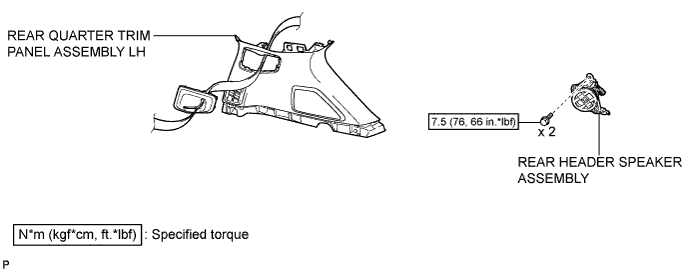 REAR QUARTER TRIM
PANEL ASSEMBLY LH
7.5 (76, 66 in.*lbf)
x 2
REAR HEADER SPEAKER
ASSEMBLY
N*m (kgf*cm, ft.*lbf) : Specified torque
P